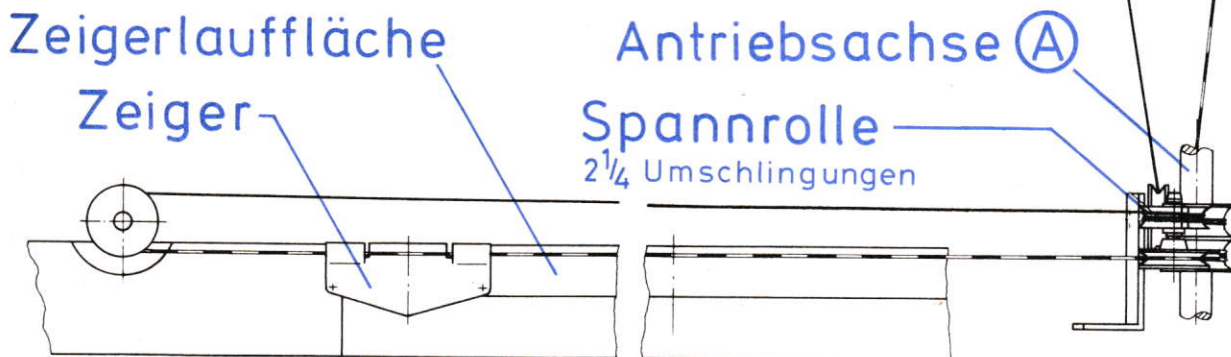 Zeigerlauffläche
Zeiger
Antriebsachse Ⓐ
Spannrolle
2¼ Umschlingungen